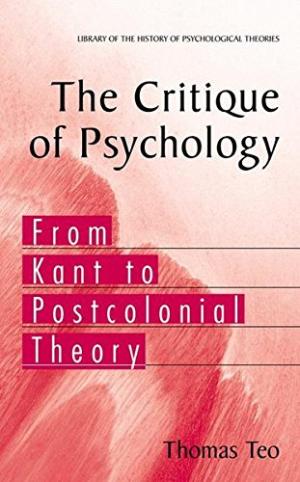 LIBRARY OF THE HISTORY OF PSYCHOLOGICAL THEORIES
The Critique
of Psychology
From
Kant to
Postcolonial
Theory
Thomas Teo